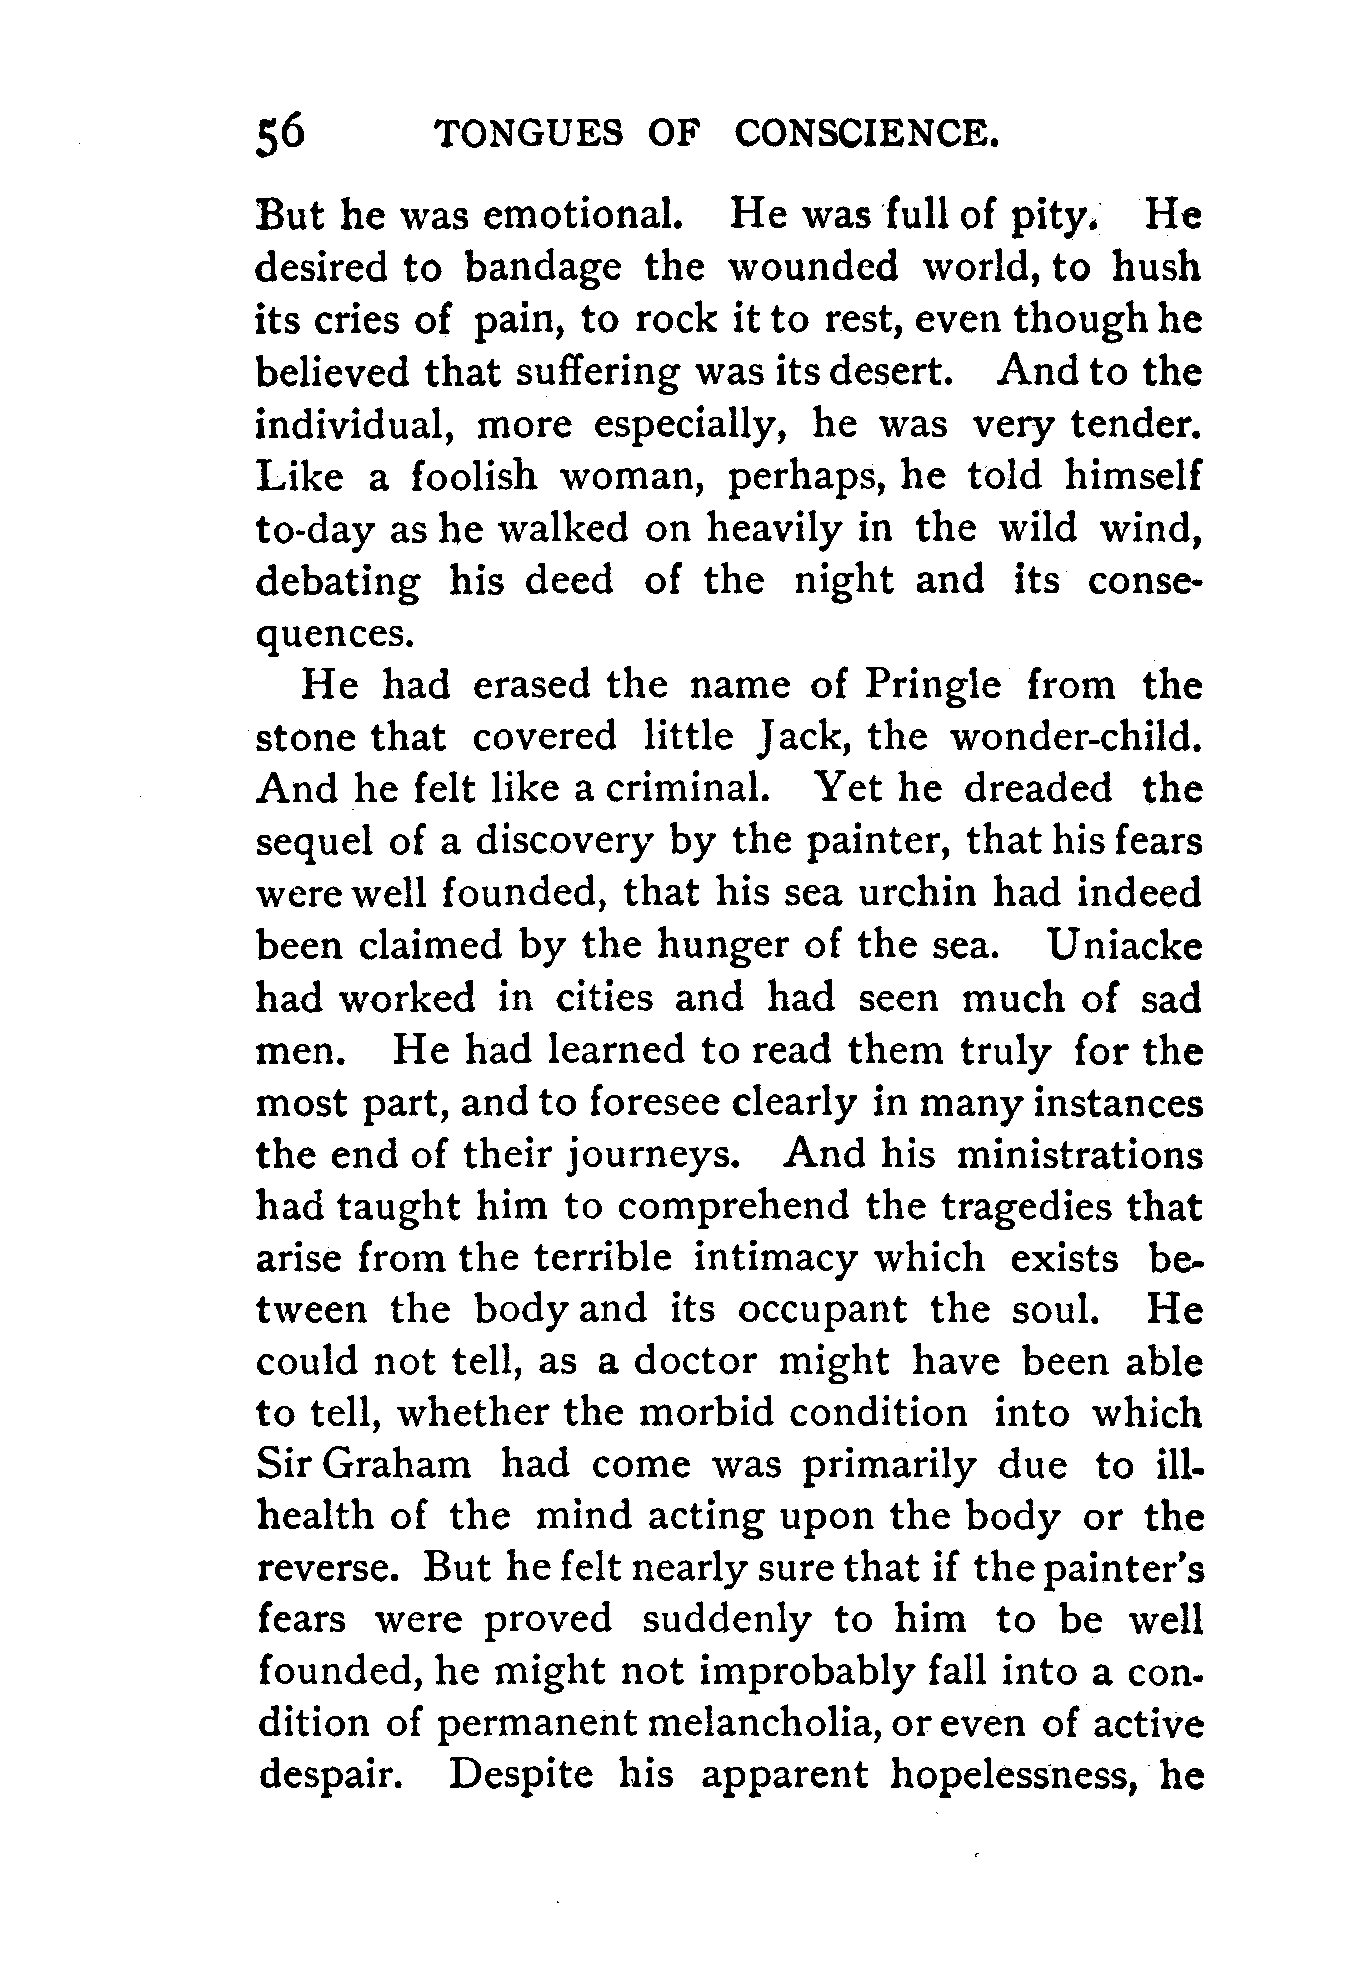 56 TONGUES OF CONSCIENCE.
But he was emotional. He was full of pity. He
desired to bandage the wounded world, to hush
its cries of pain, to rock it to rest, even though he
believed that suffering was its desert. And to the
individual, more especially, he was very tender.
Like a foolish woman, perhaps, he told himself
to-day as he walked on heavily in the wild wind,
debating his deed of the night and its conse-
quences.
He had erased the name of Pringle from the
stone that covered little Jack, the wonder-child.
And he felt like a criminal. Yet he dreaded the
sequel of a discovery by the painter, that his fears
were well founded, that his sea urchin had indeed
been claimed by the hunger of the sea. Uniacke
had worked in cities and had seen much of sad
men. He had learned to read them truly for the
most part, and to foresee clearly in many instances
the end of their journeys. And his ministrations
had taught him to comprehend the tragedies that
arise from the terrible intimacy which exists be-
tween the body and its occupant the soul. He
could not tell, as a doctor might have been able
to tell, whether the morbid condition into which
Sir Graham had come was primarily due to ill-
health of the mind acting upon the body or the
reverse. But he felt nearly sure that if the painter's
fears were proved suddenly to him to be well
founded, he might not improbably fall into a con-
dition of permanent melancholia, or even of active
despair. Despite his apparent hopelessness, he